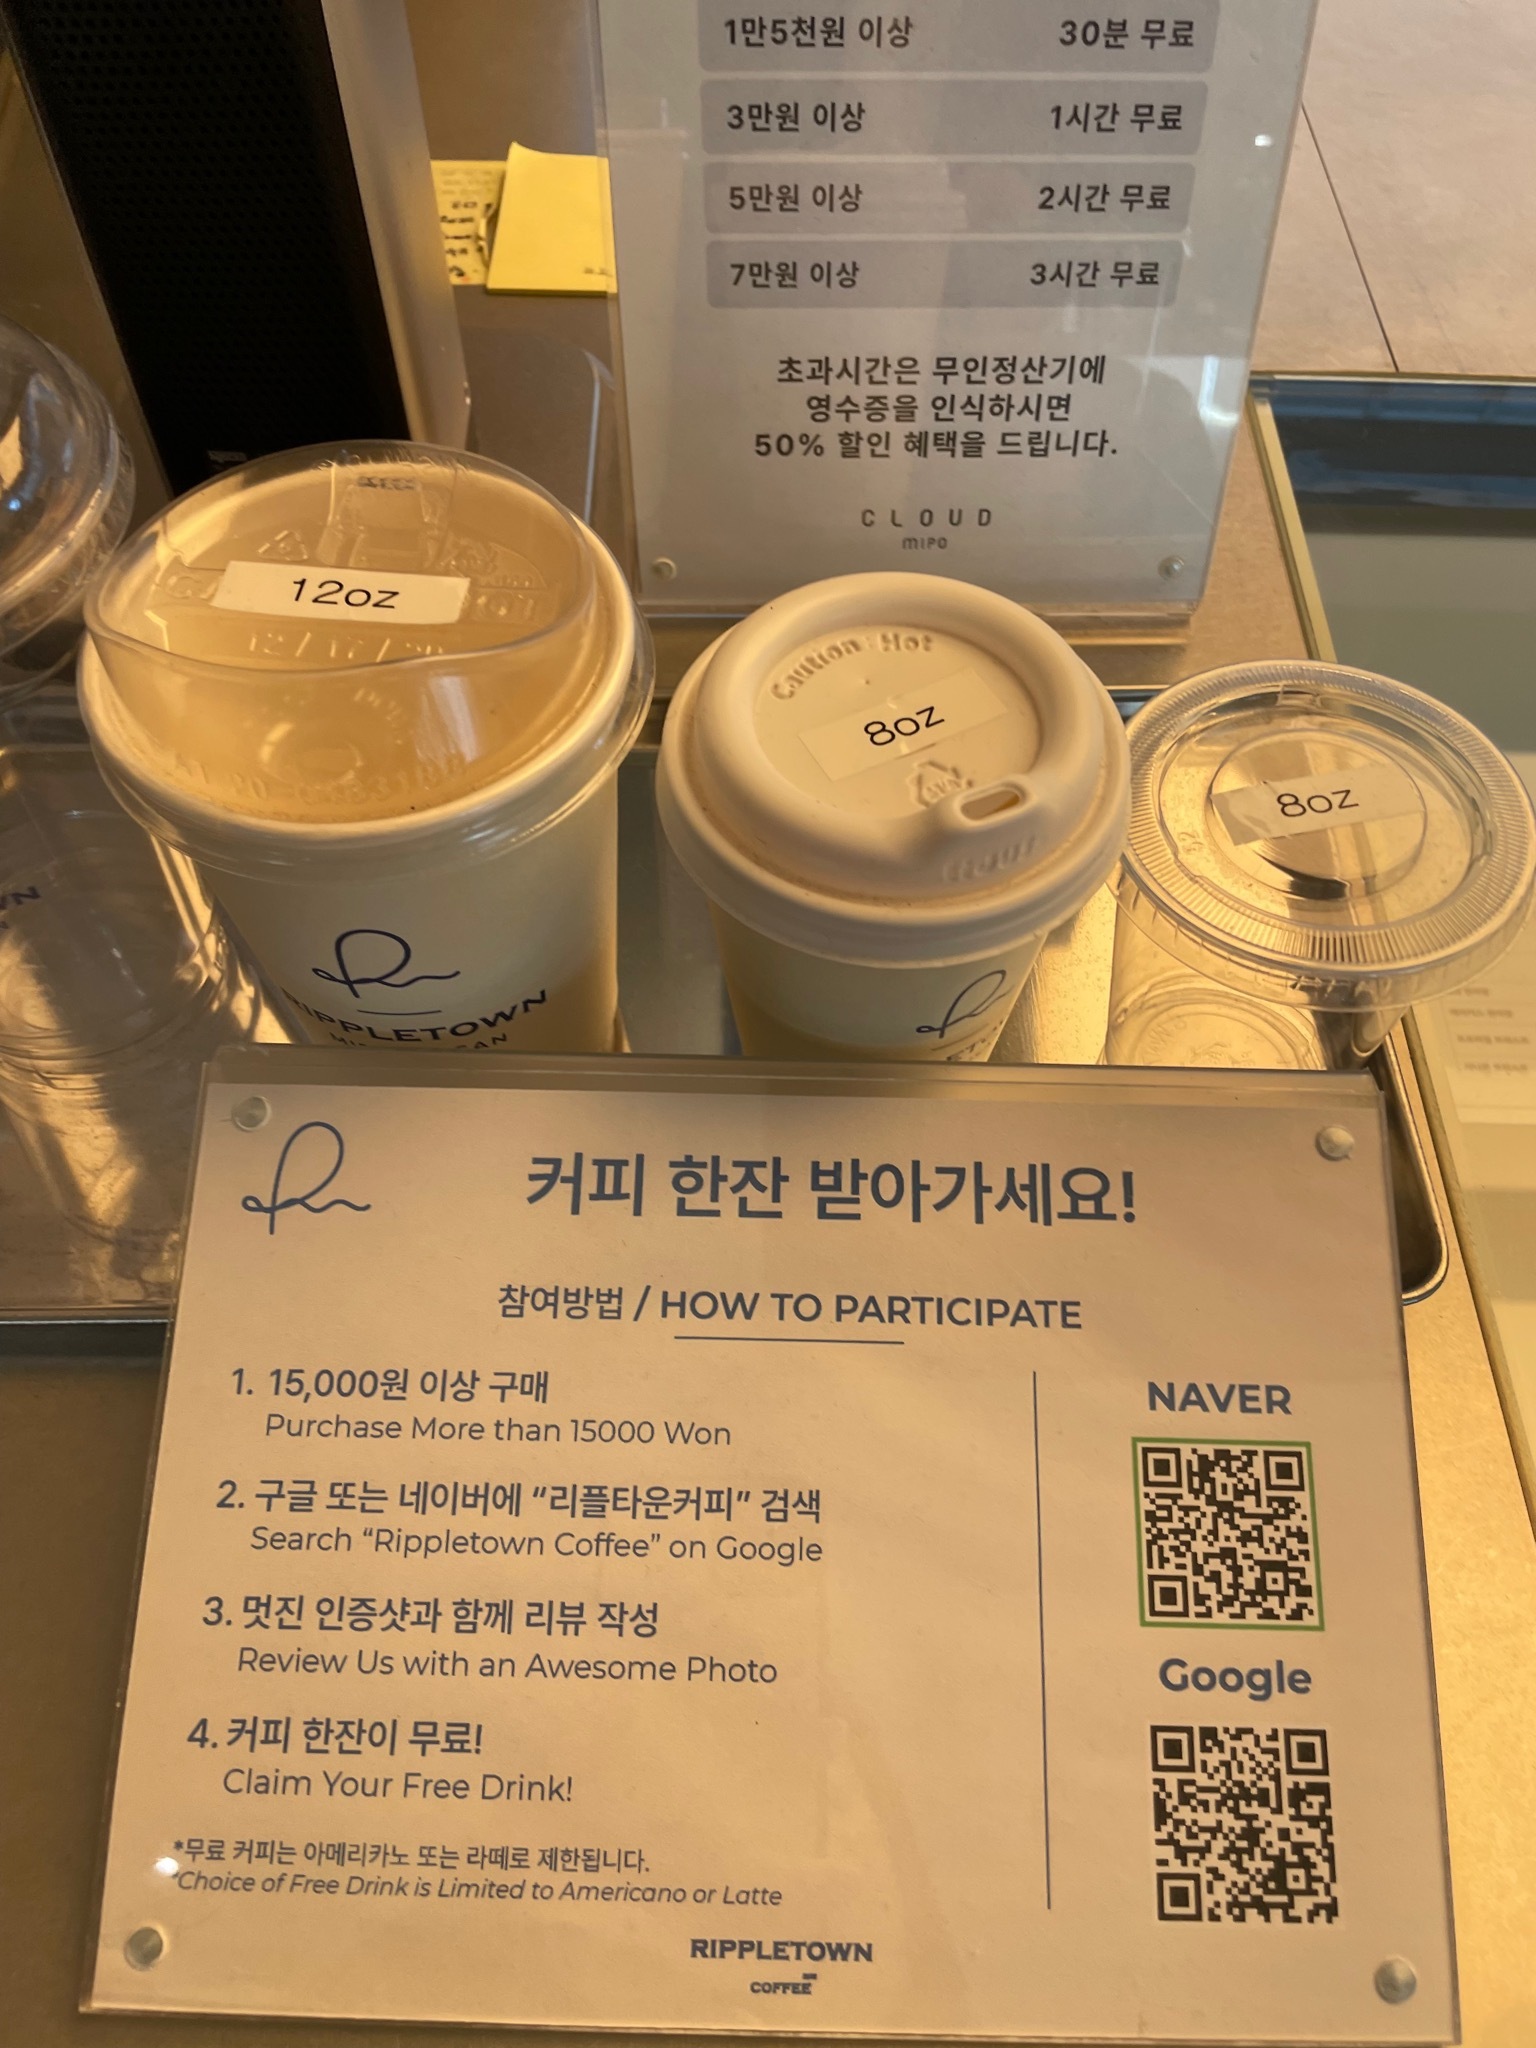 1만5천원 이상 30분 무료
3만원 이상 1시간 무료
5만원 이상 2시간 무료
7만원 이상 3시간 무료
초과시간은 무인정산기에
영수증을 인식하시면
50% 할인 혜택을 드립니다.
CLOUD
MIPO
12oz
12/17/20
Caution Hot
8oz
8oz
RIPPLETOWN
커피 한잔 받아가세요!
참여방법 / HOW TO PARTICIPATE
1. 15,000원 이상 구매
Purchase More than 15000 Won
2. 구글 또는 네이버에 “리플타운커피” 검색
Search “Rippletown Coffee” on Google
3. 멋진 인증샷과 함께 리뷰 작성
Review Us with an Awesome Photo
4. 커피 한잔이 무료!
Claim Your Free Drink!
*무료 커피는 아메리카노 또는 라떼로 제한됩니다.
*Choice of Free Drink is Limited to Americano or Latte
NAVER
Google
RIPPLETOWN
COFFEE